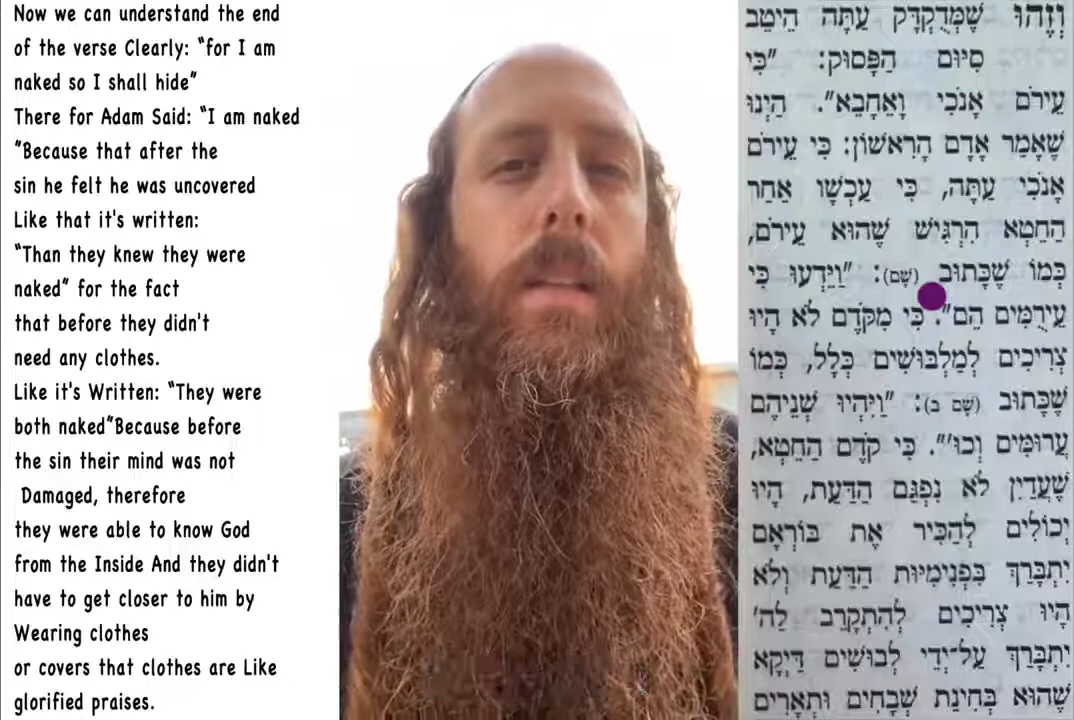 Now we can understand the end
of the verse Clearly: “for I am
naked so I shall hide”
There for Adam Said: “I am naked
“Because that after the
sin he felt he was uncovered
Like that it's written:
“Than they knew they were
naked” for the fact
that before they didn't
need any clothes.
Like it's Written: “They were
both naked”Because before
the sin their mind was not
Damaged, therefore
they were able to know God
from the Inside And they didn't
have to get closer to him by
Wearing clothes
or covers that clothes are Like
glorified praises.
וְזֶהוּ שֶׁמְּדֻקְדָּק עַתָּה הֵיטֵב
סִיּוּם הַפָּסוּק: "כִּי
עֵירֹם אָנֹכִי וָאֵחָבֵא". הַיְנוּ
שֶׁאָמַר אָדָם הָרִאשׁוֹן: כִּי עֵירֹם
אָנֹכִי עַתָּה, כִּי עַכְשָׁו אַחַר
הַחֵטְא הִרְגִּישׁ שֶׁהוּא עֵירֹם,
כְּמוֹ שֶׁכָּתוּב (שָׁם): "וַיֵּדְעוּ כִּי
עֵירֻמִּים הֵם". כִּי מִקֹּדֶם לֹא הָיוּ
צְרִיכִים לְמַלְבּוּשִׁים כְּלָל, כְּמוֹ
שֶׁכָּתוּב (שָׁם ב): "וַיִּהְיוּ שְׁנֵיהֶם
עֲרוּמִּים וְכוּ'". כִּי קֹדֶם הַחֵטְא,
שֶׁעֲדַיִן לֹא נִפְגַּם הַדַּעַת, הָיוּ
יְכוֹלִים לְהַכִּיר אֶת בּוֹרְאָם
יִתְבָּרַךְ בִּפְנִימִיּוּת הַדַּעַת וְלֹא
הָיוּ צְרִיכִים לְהִתְקָרֵב לַה'
יִתְבָּרַךְ עַל־יְדֵי לְבוּשִׁים דַּיְקָא
שֶׁהוּא בְּחִינַת שְׁבָחִים וּתְאָרִים